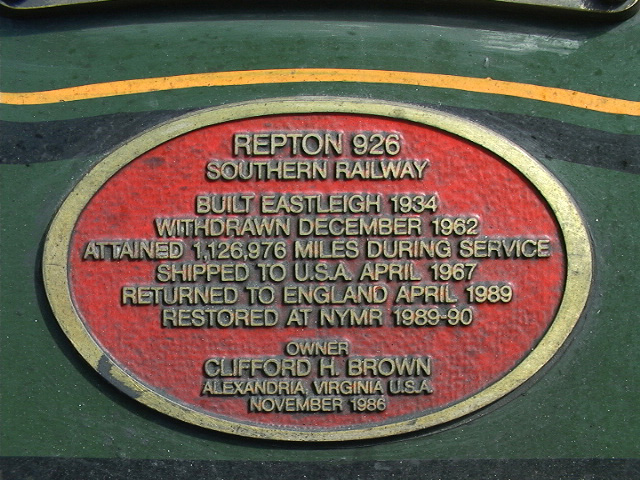 REPTON 926
SOUTHERN RAILWAY
BUILT EASTLEIGH 1934
WITHDRAWN DECEMBER 1962
ATTAINED 1,126,976 MILES DURING SERVICE
SHIPPED TO U.S.A. APRIL 1967
RETURNED TO ENGLAND APRIL 1989
RESTORED AT NYMR 1989-90
OWNER
CLIFFORD H. BROWN
ALEXANDRIA, VIRGINIA U.S.A.
NOVEMBER 1986